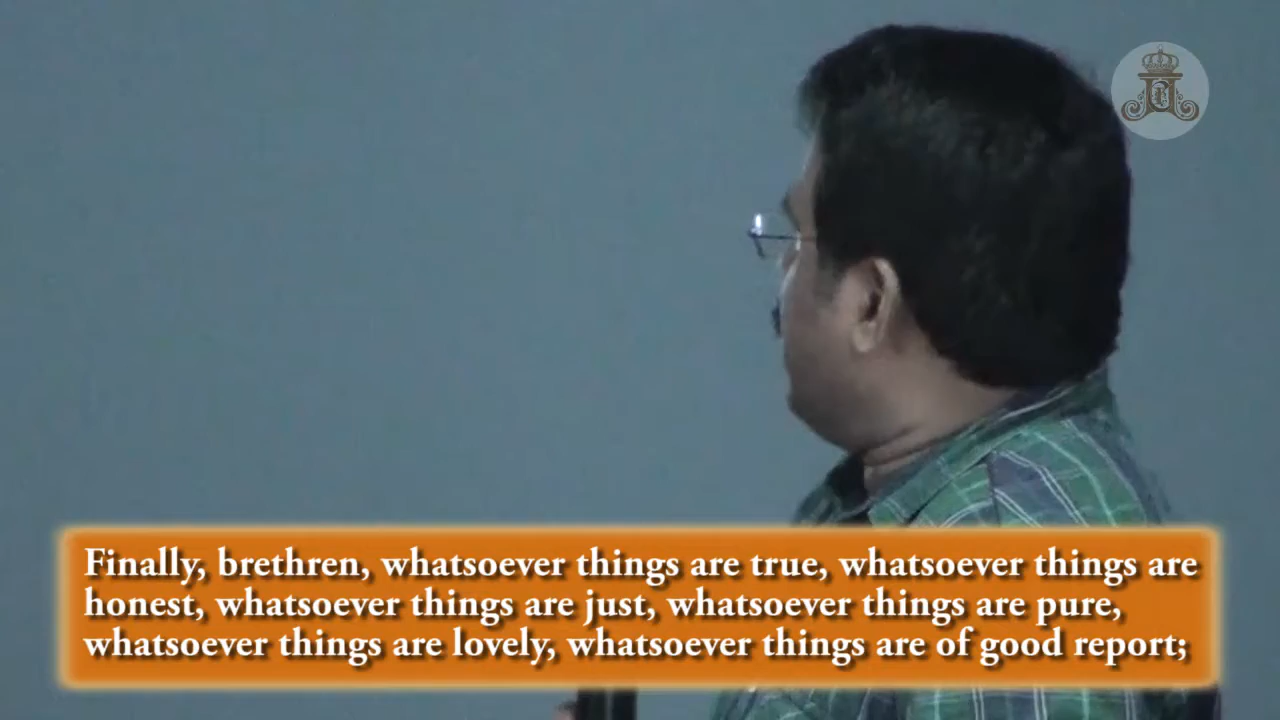 Finally, brethren, whatsoever things are true, whatsoever things are
honest, whatsoever things are just, whatsoever things are pure,
whatsoever things are lovely, whatsoever things are of good report;